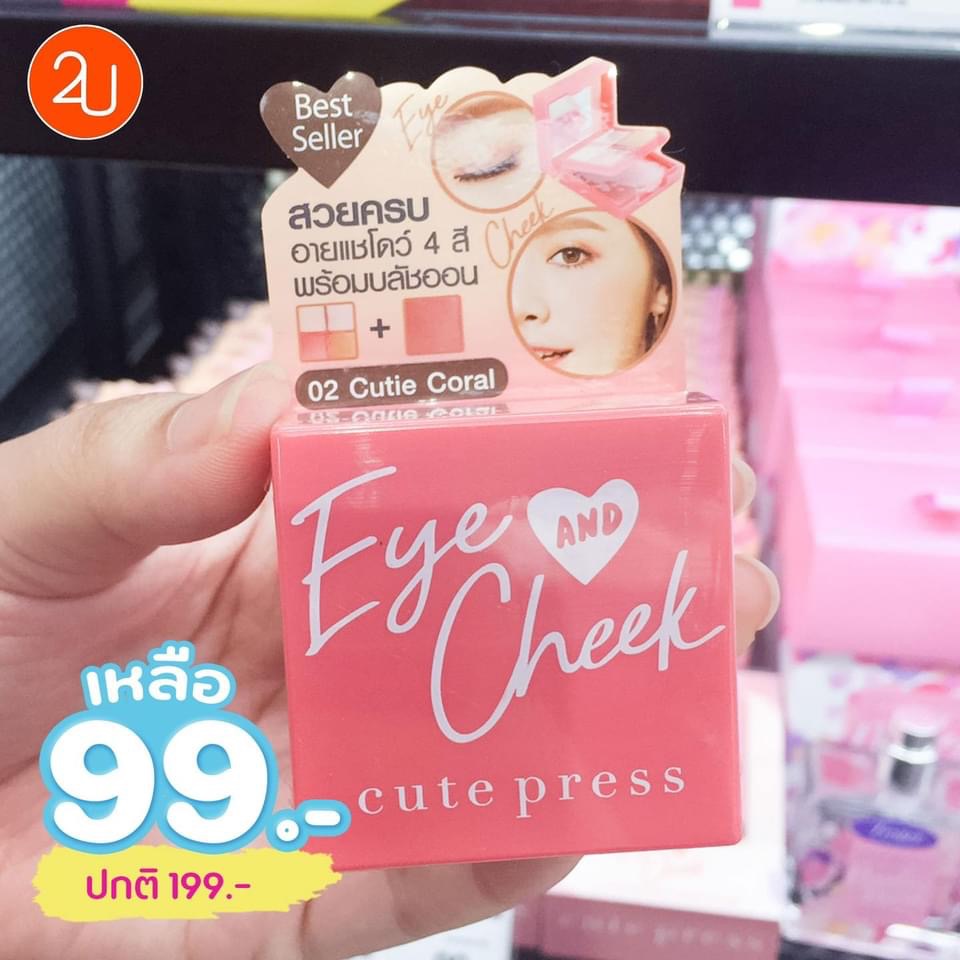 2U
Best
Seller
Eye
สวยครบ
อายแชโดว์ 4 สี
พร้อมบลัชออน
Cheek
+
02 Cutie Coral
Eye AND
Cheek
cute press
เหลือ
99.-
ปกติ 199.-
cute press